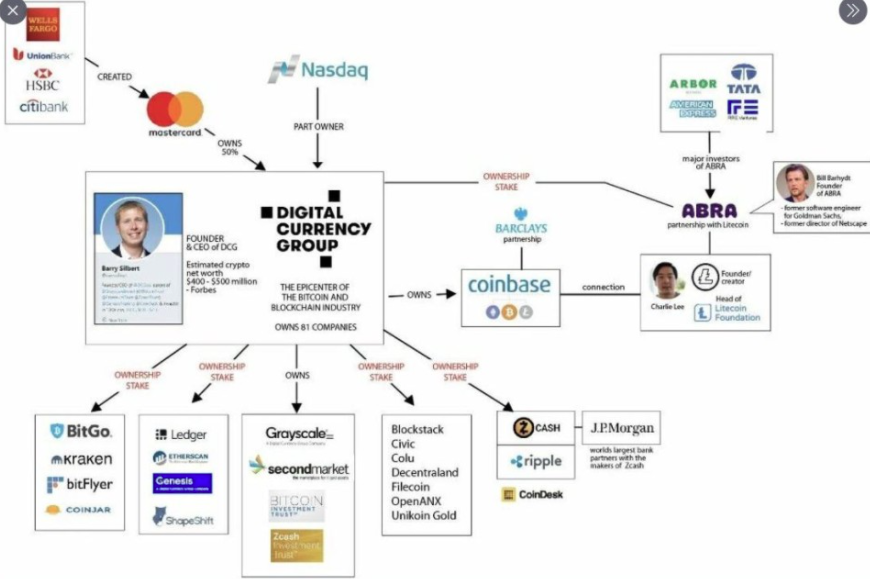 WELLS
FARGO
UnionBank
HSBC
citibank
CREATED
mastercard
OWNS
50%
Nasdaq
PART OWNER
DIGITAL
CURRENCY
GROUP
Barry Silbert
FOUNDER
& CEO of DCG
Estimated crypto
net worth
$400 - $500 million
- Forbes
THE EPICENTER OF
THE BITCOIN AND
BLOCKCHAIN INDUSTRY
OWNS 81 COMPANIES
OWNERSHIP
STAKE
ARBOR
TATA
AMERICAN
EXPRESS
major investors
of ABRA
ABRA
partnership with Litecoin
Bill Barhydt
Founder
of ABRA
- former software engineer
for Goldman Sachs,
- former director of Netscape
BARCLAYS
partnership
OWNS
coinbase
connection
Charlie Lee
Founder/
creator
Head of
Litecoin
Foundation
OWNERSHIP
STAKE
OWNERSHIP
STAKE
OWNS
OWNERSHIP
STAKE
OWNERSHIP
STAKE
BitGo
Kraken
bitFlyer
COINJAR
Ledger
ETHERSCAN
Genesis
ShapeShift
Grayscale
secondmarket
BITCOIN
INVESTMENT
TRUST
Zcash
Investment
Trust
Blockstack
Civic
Colu
Decentraland
Filecoin
OpenANX
Unikoin Gold
ZCASH
ripple
CoinDesk
J.P.Morgan
worlds largest bank
partners with the
makers of Zcash